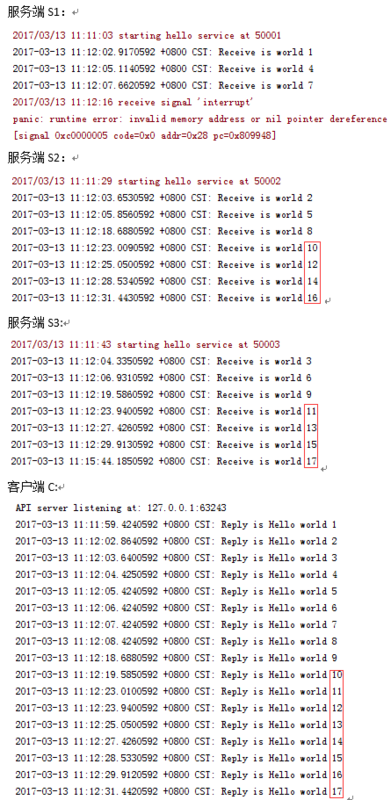 服务端 S1：
2017/03/13 11:11:03 starting hello service at 50001
2017-03-13 11:12:02.9170592 +0800 CST: Receive is world 1
2017-03-13 11:12:05.1140592 +0800 CST: Receive is world 4
2017-03-13 11:12:07.6620592 +0800 CST: Receive is world 7
2017/03/13 11:12:16 receive signal 'interrupt'
panic: runtime error: invalid memory address or nil pointer dereference
[signal 0xc0000005 code=0x0 addr=0x28 pc=0x809948]
服务端 S2：
2017/03/13 11:11:29 starting hello service at 50002
2017-03-13 11:12:03.6530592 +0800 CST: Receive is world 2
2017-03-13 11:12:05.8560592 +0800 CST: Receive is world 5
2017-03-13 11:12:18.6880592 +0800 CST: Receive is world 8
2017-03-13 11:12:23.0090592 +0800 CST: Receive is world 10
2017-03-13 11:12:25.0500592 +0800 CST: Receive is world 12
2017-03-13 11:12:28.5340592 +0800 CST: Receive is world 14
2017-03-13 11:12:31.4430592 +0800 CST: Receive is world 16
服务端 S3:
2017/03/13 11:11:43 starting hello service at 50003
2017-03-13 11:12:04.3350592 +0800 CST: Receive is world 3
2017-03-13 11:12:06.9310592 +0800 CST: Receive is world 6
2017-03-13 11:12:19.5860592 +0800 CST: Receive is world 9
2017-03-13 11:12:23.9400592 +0800 CST: Receive is world 11
2017-03-13 11:12:27.4260592 +0800 CST: Receive is world 13
2017-03-13 11:12:29.9130592 +0800 CST: Receive is world 15
2017-03-13 11:15:44.1850592 +0800 CST: Receive is world 17
客户端 C:
API server listening at: 127.0.0.1:63243
2017-03-13 11:11:59.4240592 +0800 CST: Reply is Hello world 1
2017-03-13 11:12:02.8640592 +0800 CST: Reply is Hello world 2
2017-03-13 11:12:03.6400592 +0800 CST: Reply is Hello world 3
2017-03-13 11:12:04.4250592 +0800 CST: Reply is Hello world 4
2017-03-13 11:12:05.4240592 +0800 CST: Reply is Hello world 5
2017-03-13 11:12:06.4240592 +0800 CST: Reply is Hello world 6
2017-03-13 11:12:07.4240592 +0800 CST: Reply is Hello world 7
2017-03-13 11:12:08.4240592 +0800 CST: Reply is Hello world 8
2017-03-13 11:12:18.6880592 +0800 CST: Reply is Hello world 9
2017-03-13 11:12:19.5850592 +0800 CST: Reply is Hello world 10
2017-03-13 11:12:23.0100592 +0800 CST: Reply is Hello world 11
2017-03-13 11:12:23.9400592 +0800 CST: Reply is Hello world 12
2017-03-13 11:12:25.0500592 +0800 CST: Reply is Hello world 13
2017-03-13 11:12:27.4260592 +0800 CST: Reply is Hello world 14
2017-03-13 11:12:28.5330592 +0800 CST: Reply is Hello world 15
2017-03-13 11:12:29.9120592 +0800 CST: Reply is Hello world 16
2017-03-13 11:12:31.4420592 +0800 CST: Reply is Hello world 17